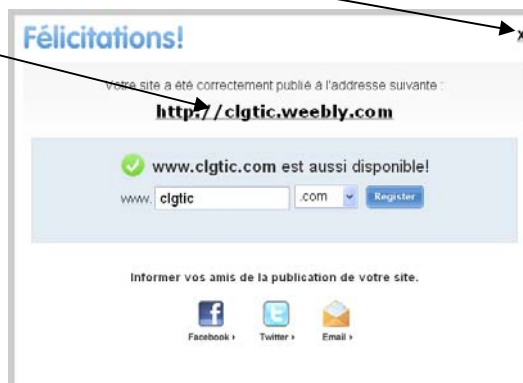 Félicitations!
x
Votre site a été correctement publié à l'addresse suivante :
http://clgtic.weebly.com
www.clgtic.com est aussi disponible!
www. clgtic .com Register
Informer vos amis de la publication de votre site.
Facebook Twitter Email